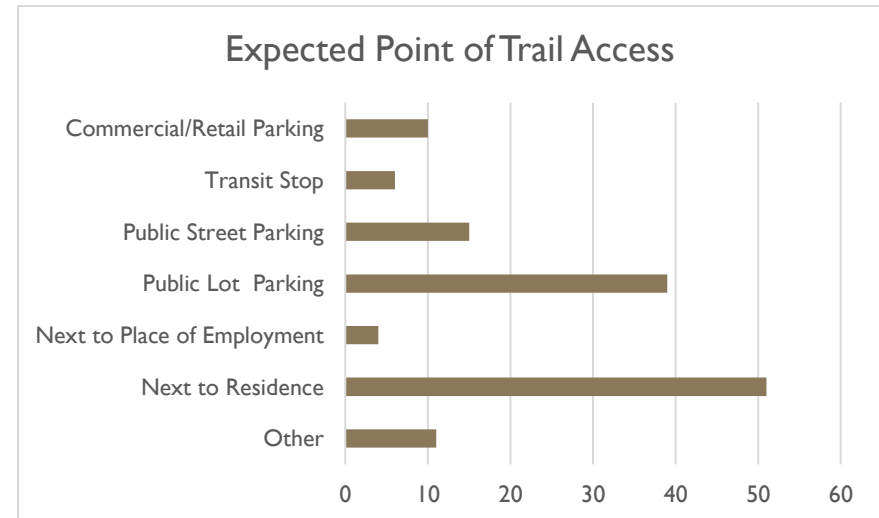 Expected Point of Trail Access
Commercial/Retail Parking
Transit Stop
Public Street Parking
Public Lot  Parking
Next to Place of Employment
Next to Residence
Other
0 10 20 30 40 50 60